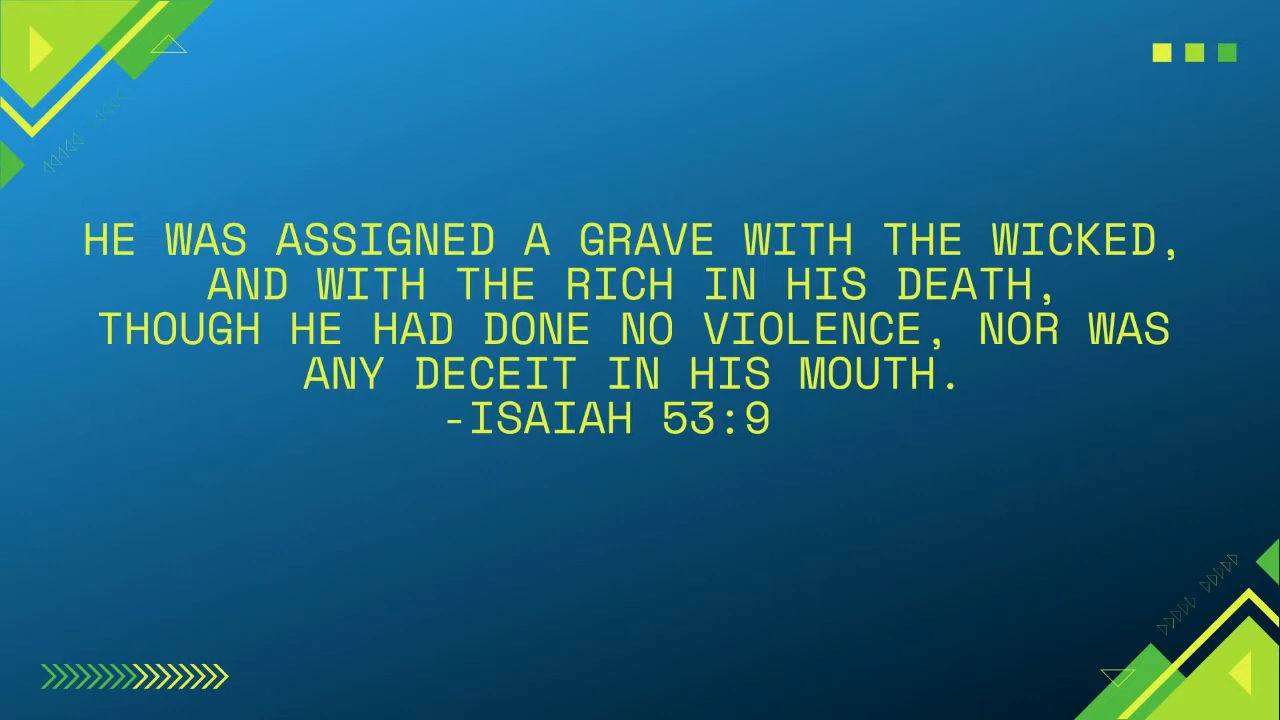 HE WAS ASSIGNED A GRAVE WITH THE WICKED,
AND WITH THE RICH IN HIS DEATH,
THOUGH HE HAD DONE NO VIOLENCE, NOR WAS
ANY DECEIT IN HIS MOUTH.
-ISAIAH 53:9